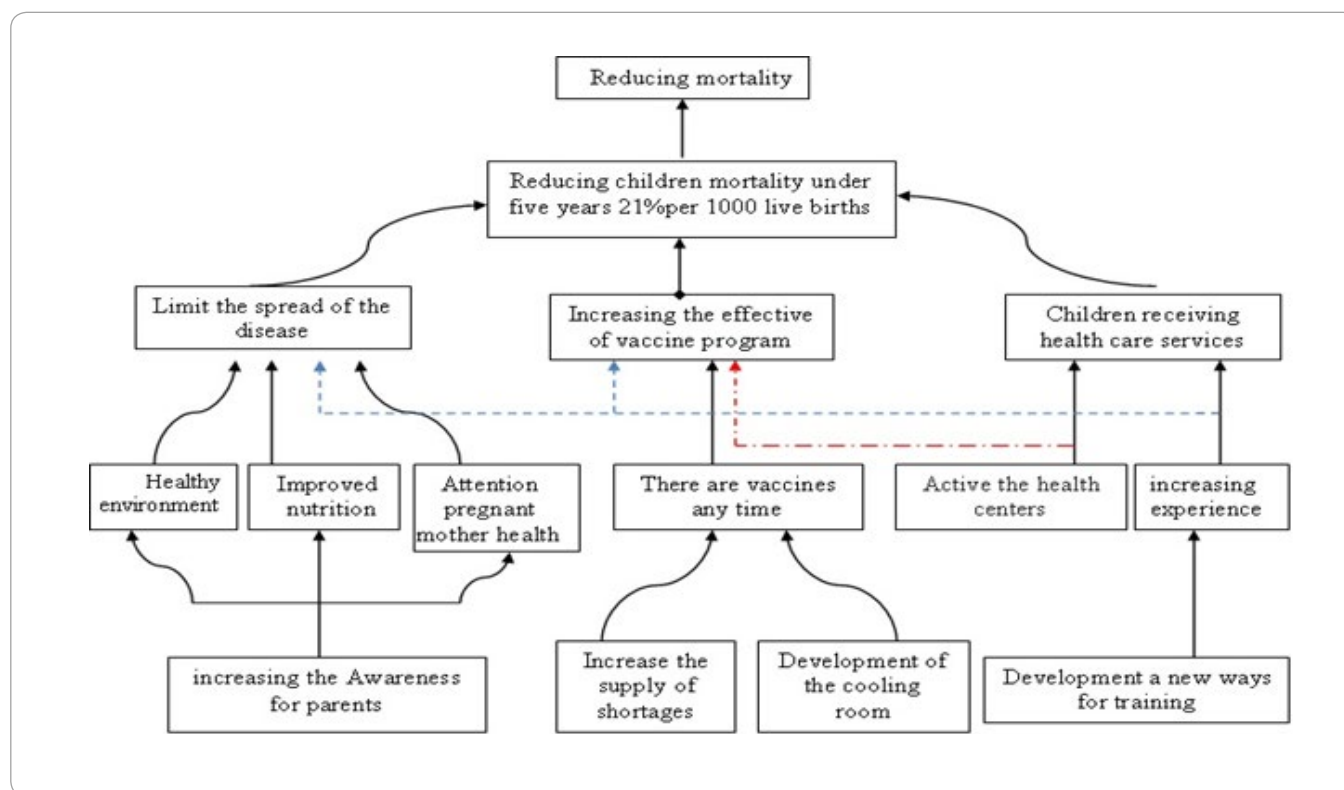 Reducing mortality
Reducing children mortality under
five years 21%per 1000 live births
Limit the spread of the
disease
Increasing the effective
of vaccine program
Children receiving
health care services
Healthy
environment
Improved
nutrition
Attention
pregnant
mother health
There are vaccines
any time
Active the health
centers
increasing
experience
increasing the Awareness
for parents
Increase the
supply of
shortages
Development of
the cooling
room
Development a new ways
for training